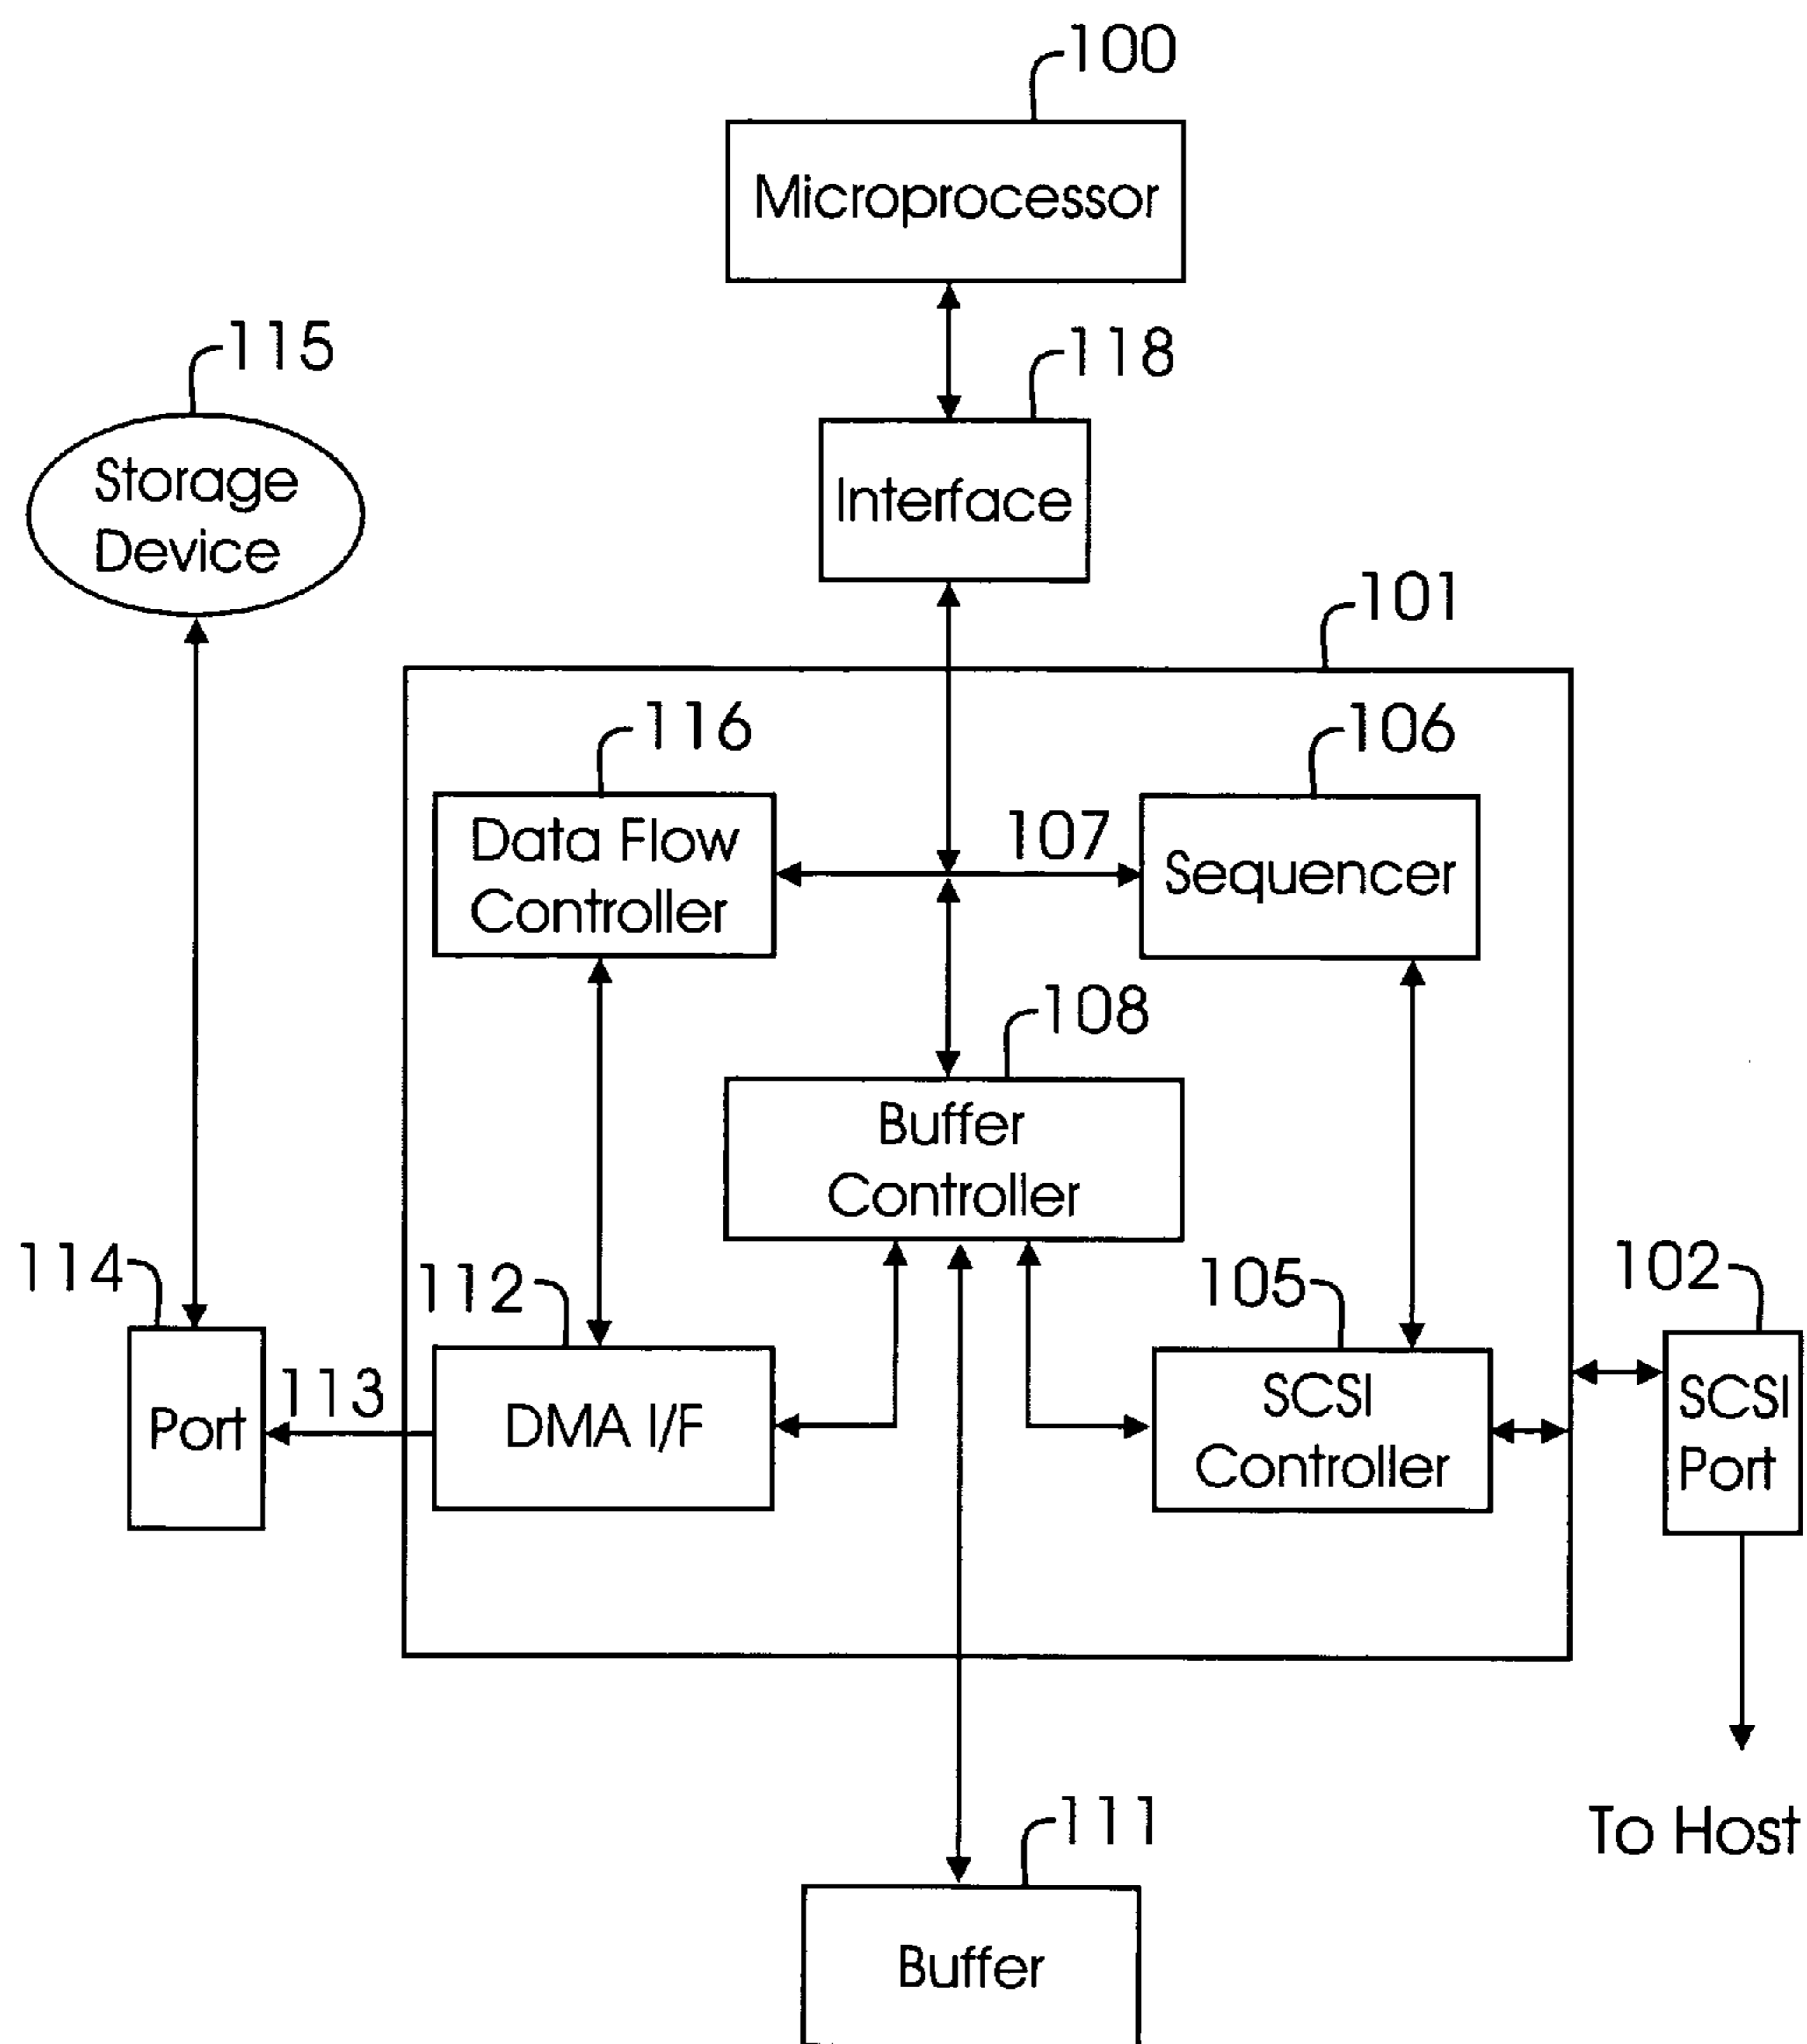 100
Microprocessor
118
115
Interface
Storage
Device
101
116
106
107
Data Flow
Controller
Sequencer
108
Buffer
Controller
114
112
105
102
113
Port
DMA I/F
SCSI
Controller
SCSI
Port
111
To Host
Buffer